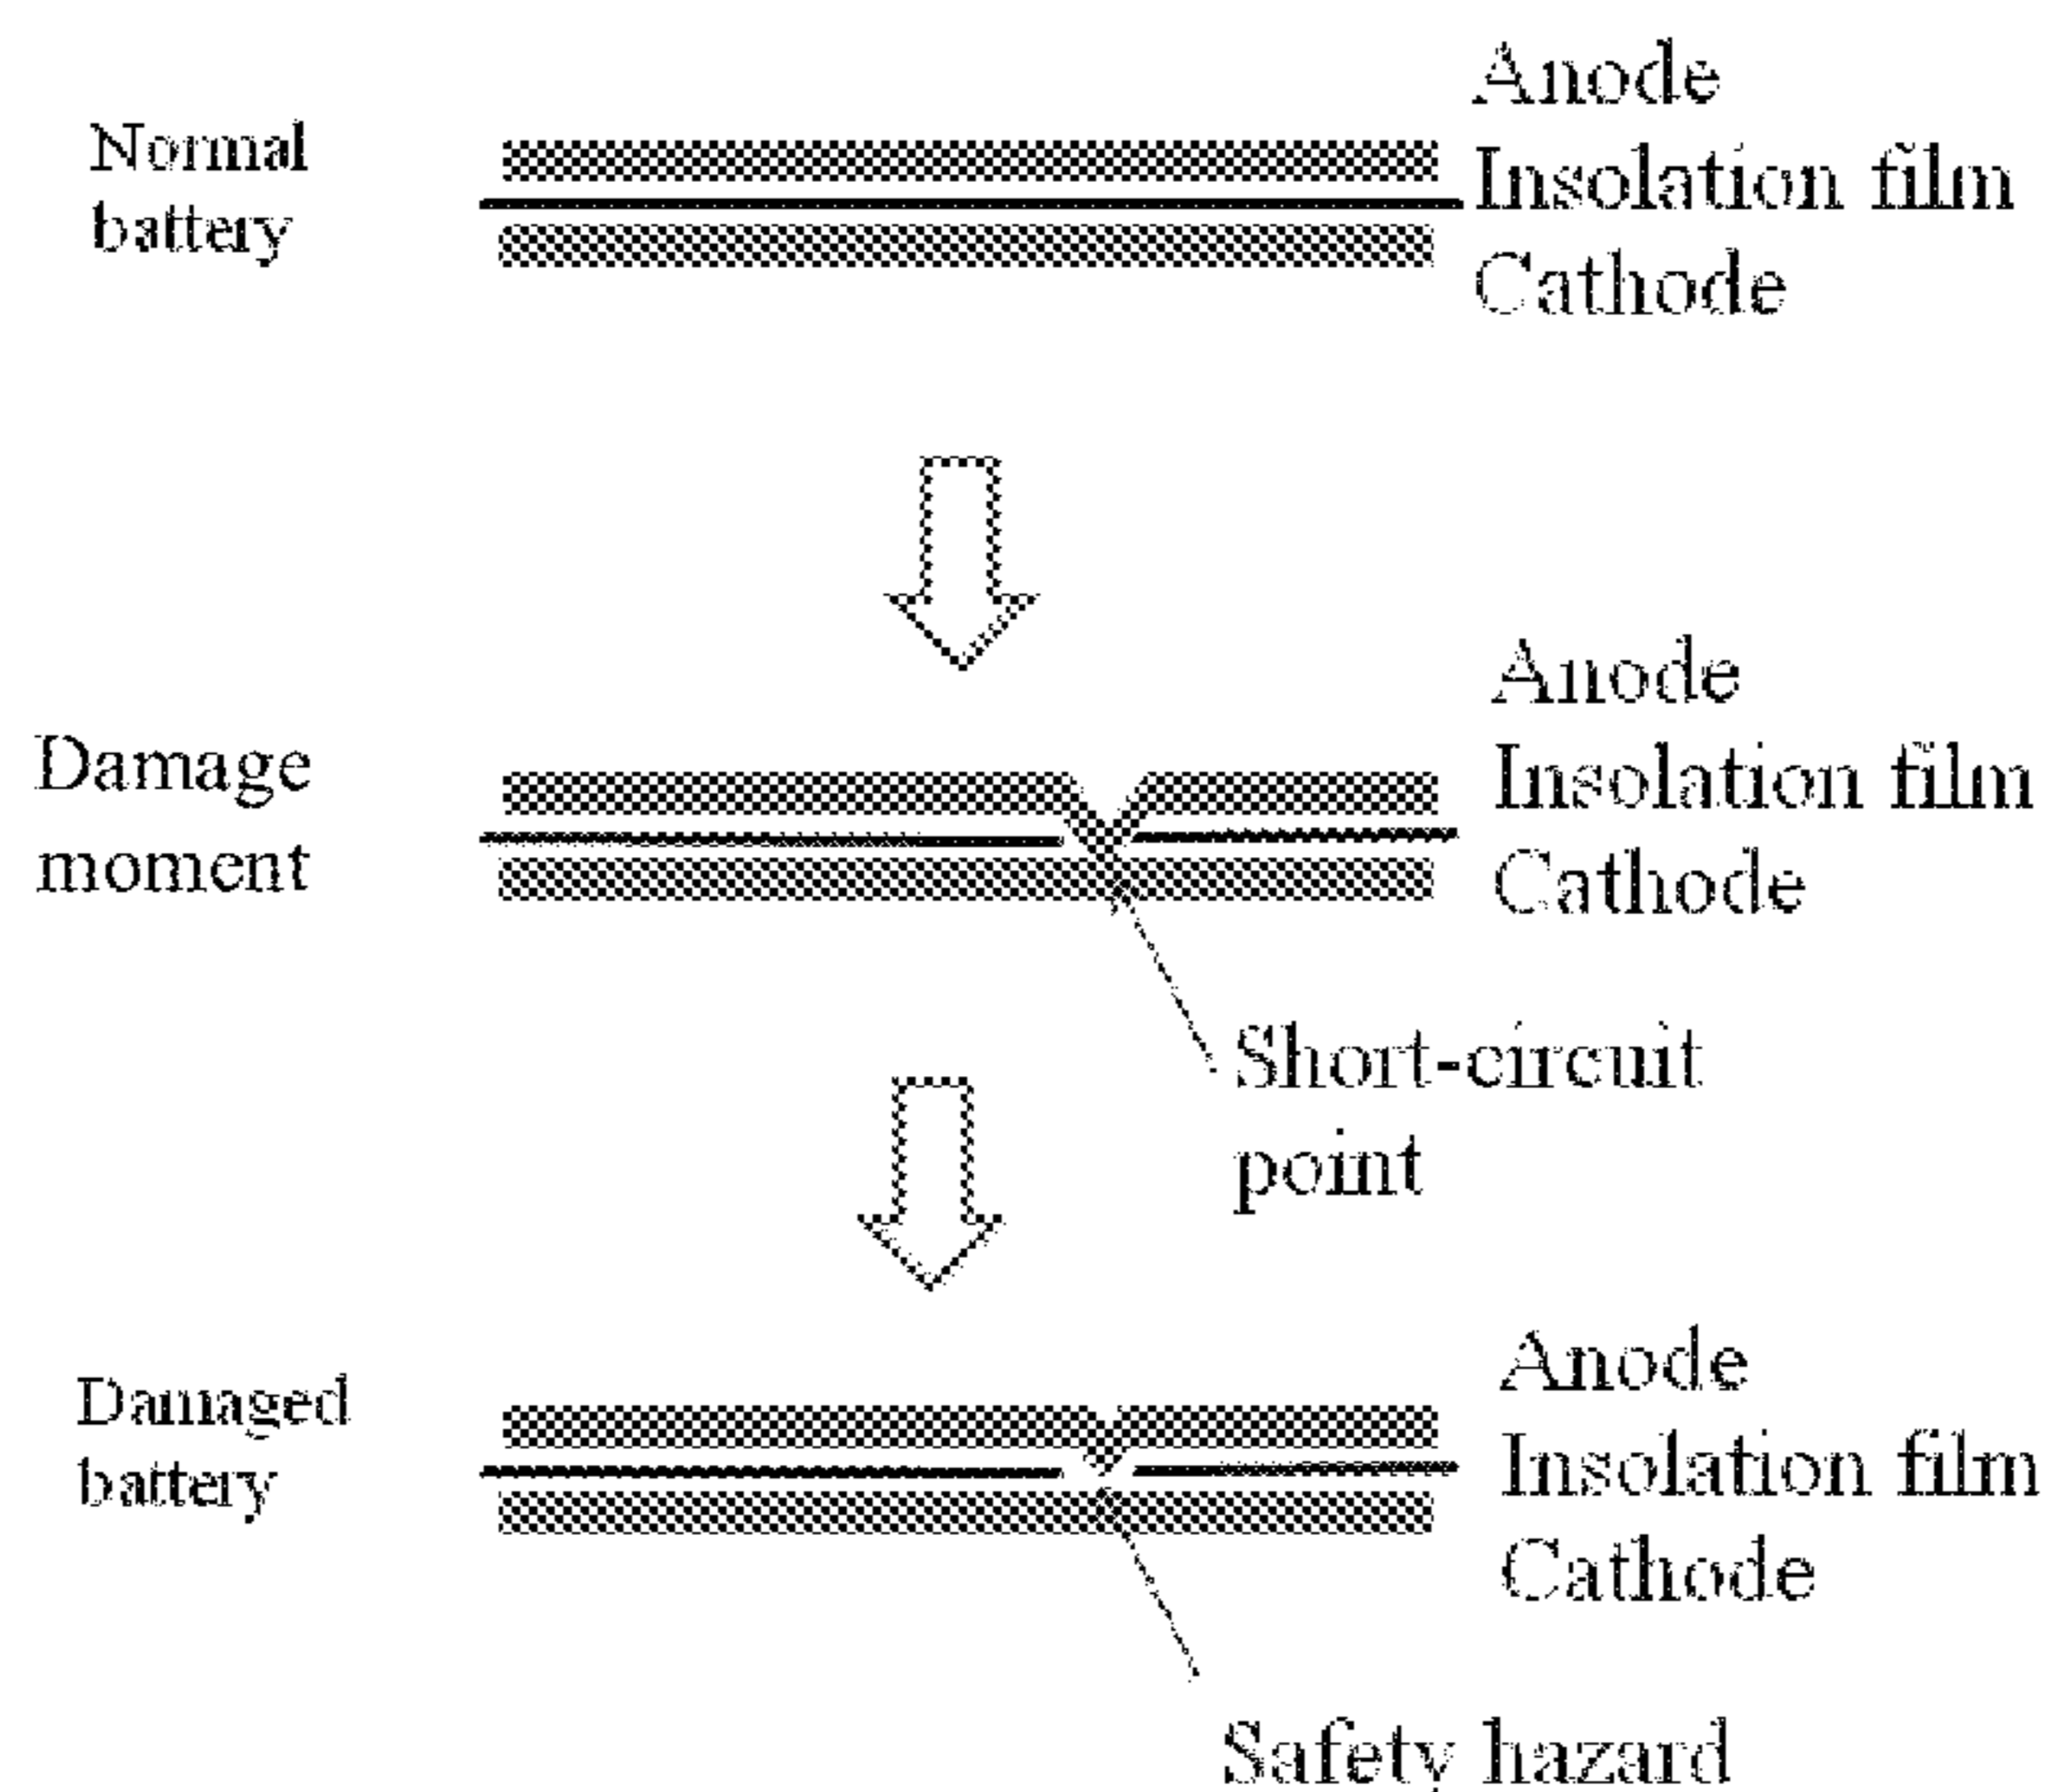 Normal
battery
Anode
Insolation film
Cathode
Damage
moment
Anode
Insolation film
Cathode
Short-circuit
point
Damaged
battery
Anode
Insolation film
Cathode
Safety hazard